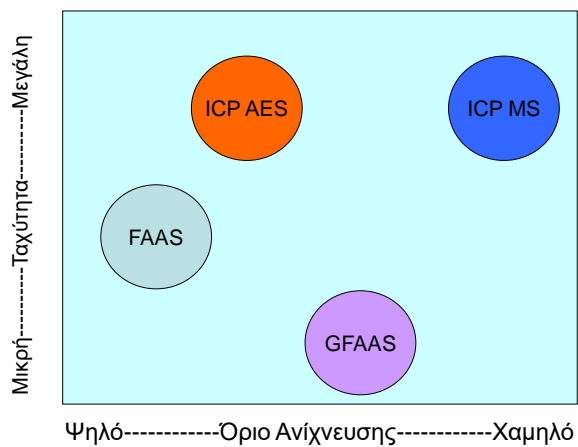 ICP AES
ICP MS
FAAS
GFAAS
Μικρή---------Ταχύτητα---------Μεγάλη
Ψηλό------------Όριο Ανίχνευσης------------Χαμηλό